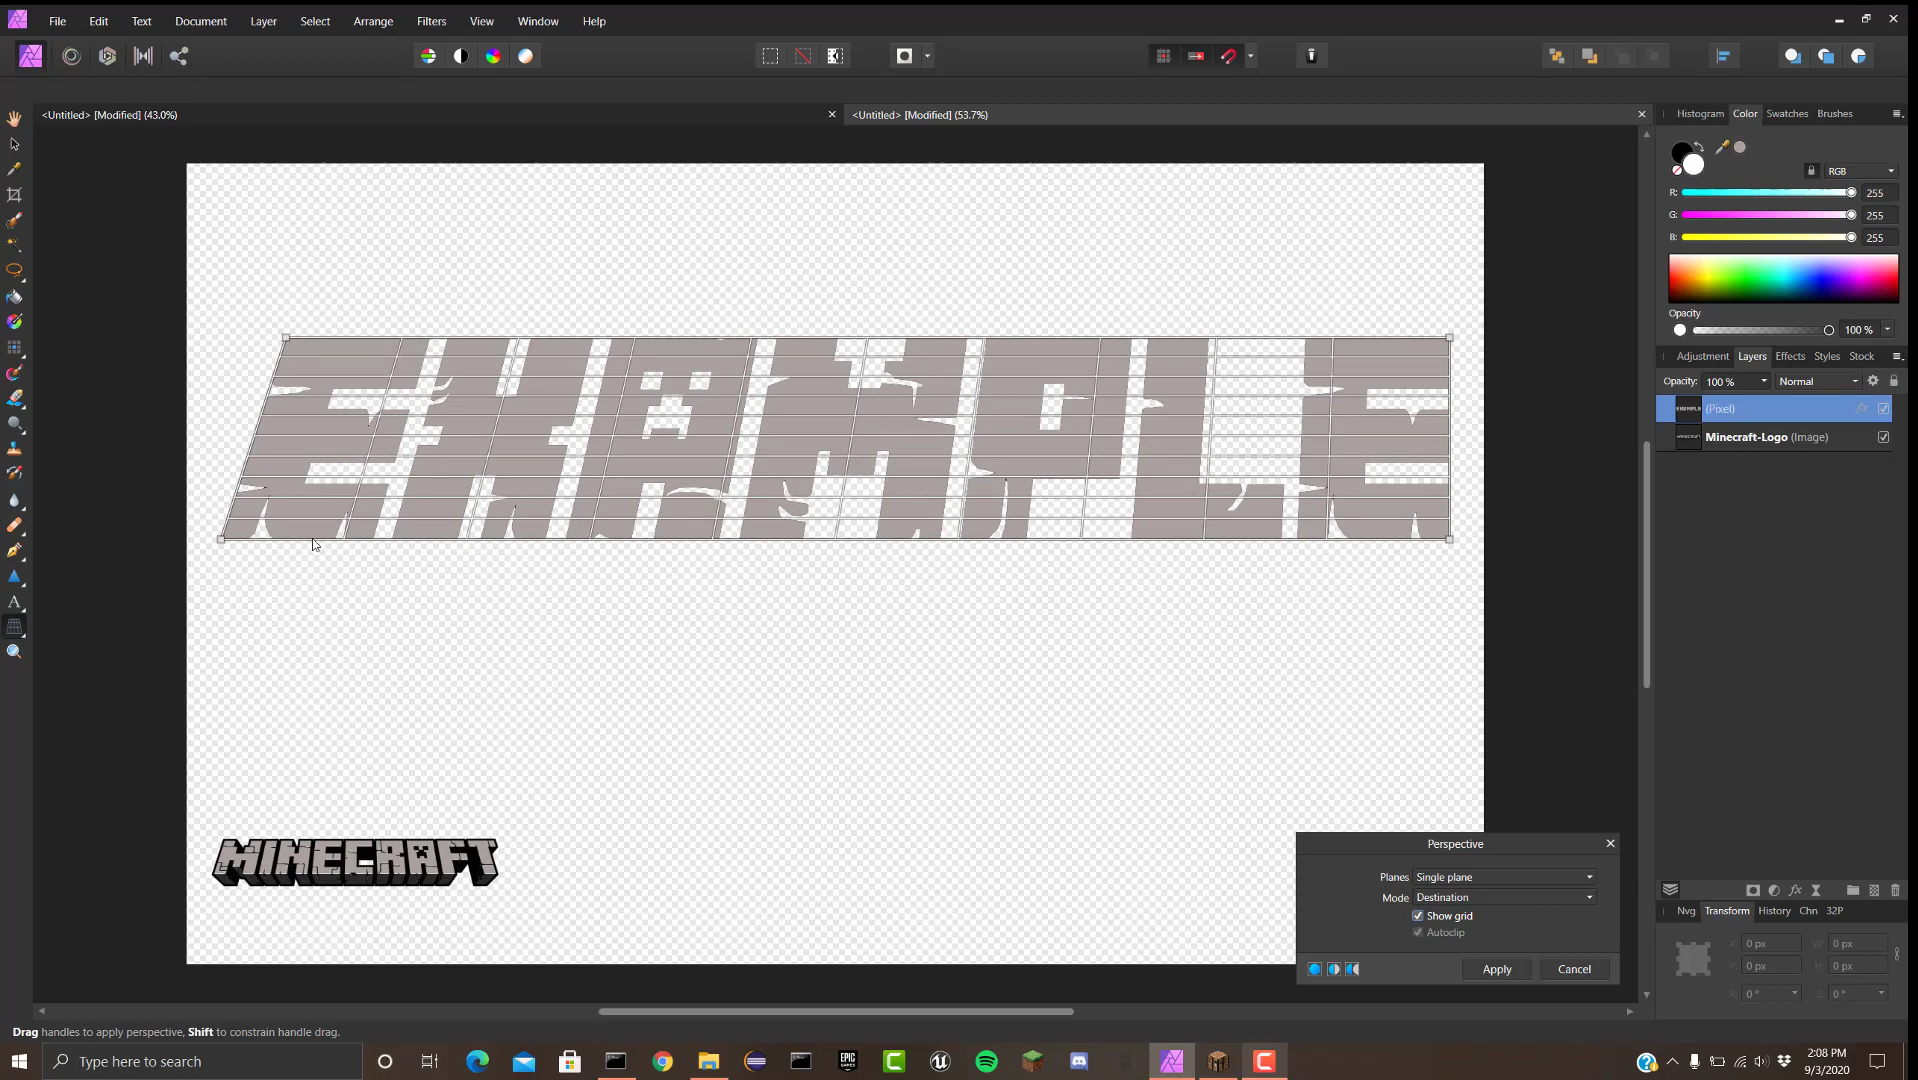 File Edit Text Document Layer Select Arrange Filters View Window Help
<Untitled> [Modified] (43.0%)
<Untitled> [Modified] (53.7%)
Histogram Color Swatches Brushes
RGB
R: 255
G: 255
B: 255
Opacity
100 %
Adjustment Layers Effects Styles Stock
Opacity: 100 % Normal
(Pixel)
Minecraft-Logo (Image)
EXAMPLE
MINECRAFT
Perspective
Planes Single plane
Mode Destination
Show grid
Autoclip
Apply Cancel
Nvg Transform History Chn 32P
X: 0 px W: 0 px
Y: 0 px H: 0 px
R: 0 ° S: 0 °
Drag handles to apply perspective, Shift to constrain handle drag.
Type here to search
EPIC GAMES
2:08 PM
9/3/2020